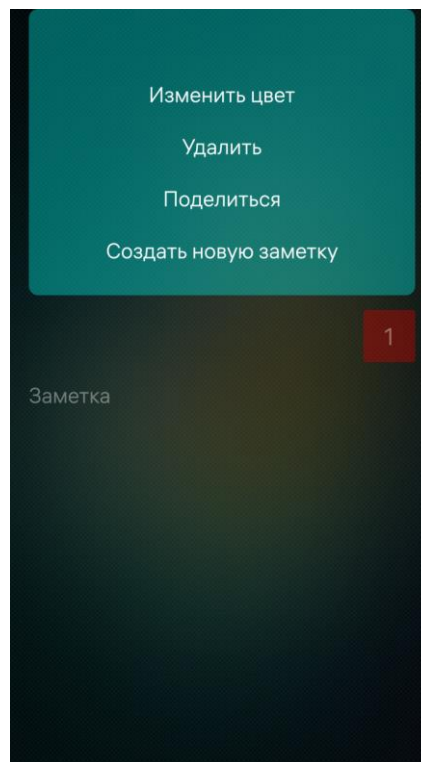 Изменить цвет
Удалить
Поделиться
Создать новую заметку
1
Заметка